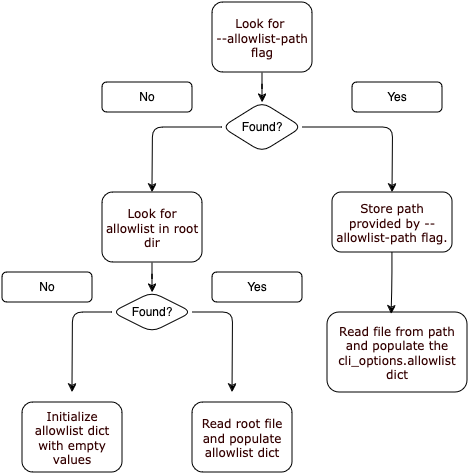 Look for
--allowlist-path
flag
No
Yes
Found?
Look for
allowlist in root
dir
Store path
provided by --
allowlist-path flag.
No
Yes
Found?
Read file from path
and populate the
cli_options.allowlist
dict
Initialize
allowlist dict
with empty
values
Read root file
and populate
allowlist dict